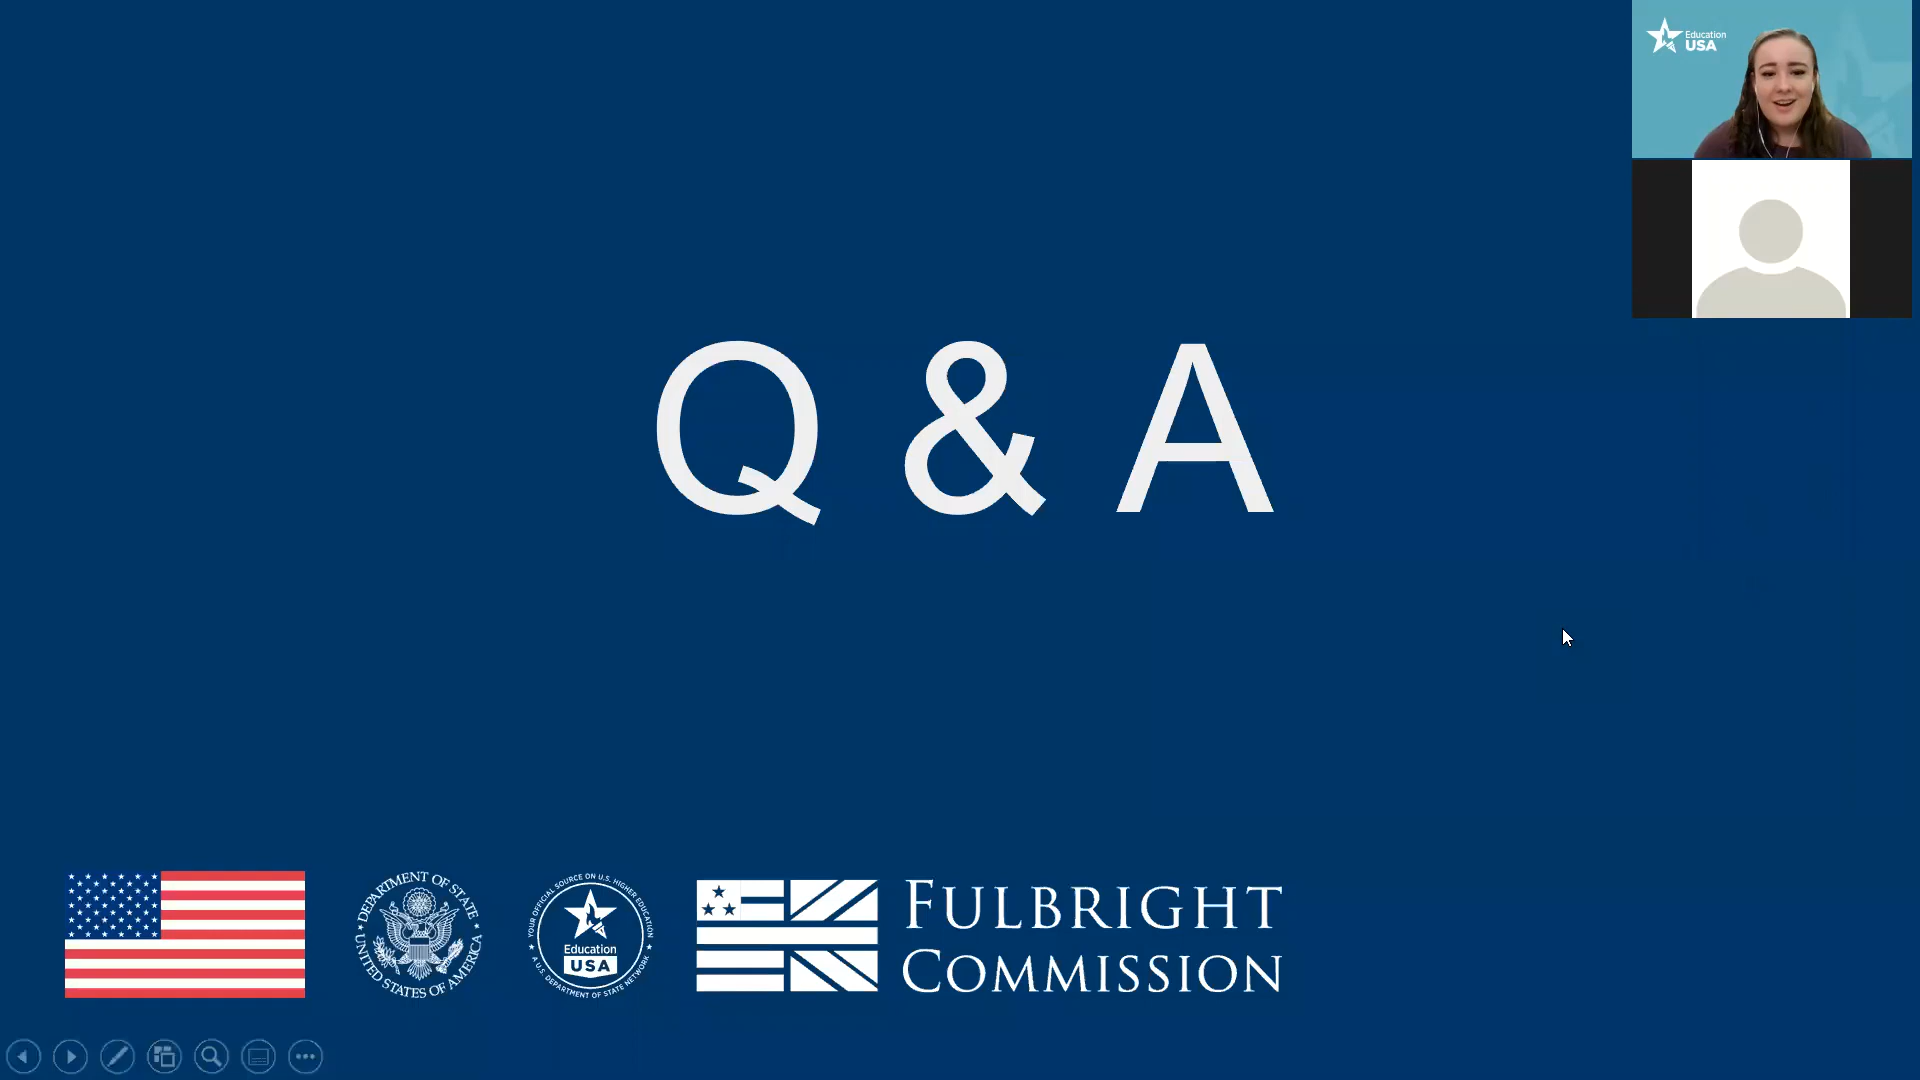 Education
USA
Q & A
DEPARTMENT OF STATE
UNITED STATES OF AMERICA
YOUR OFFICIAL SOURCE ON U.S. HIGHER EDUCATION
Education
USA
A U.S. DEPARTMENT OF STATE NETWORK
FULBRIGHT
COMMISSION